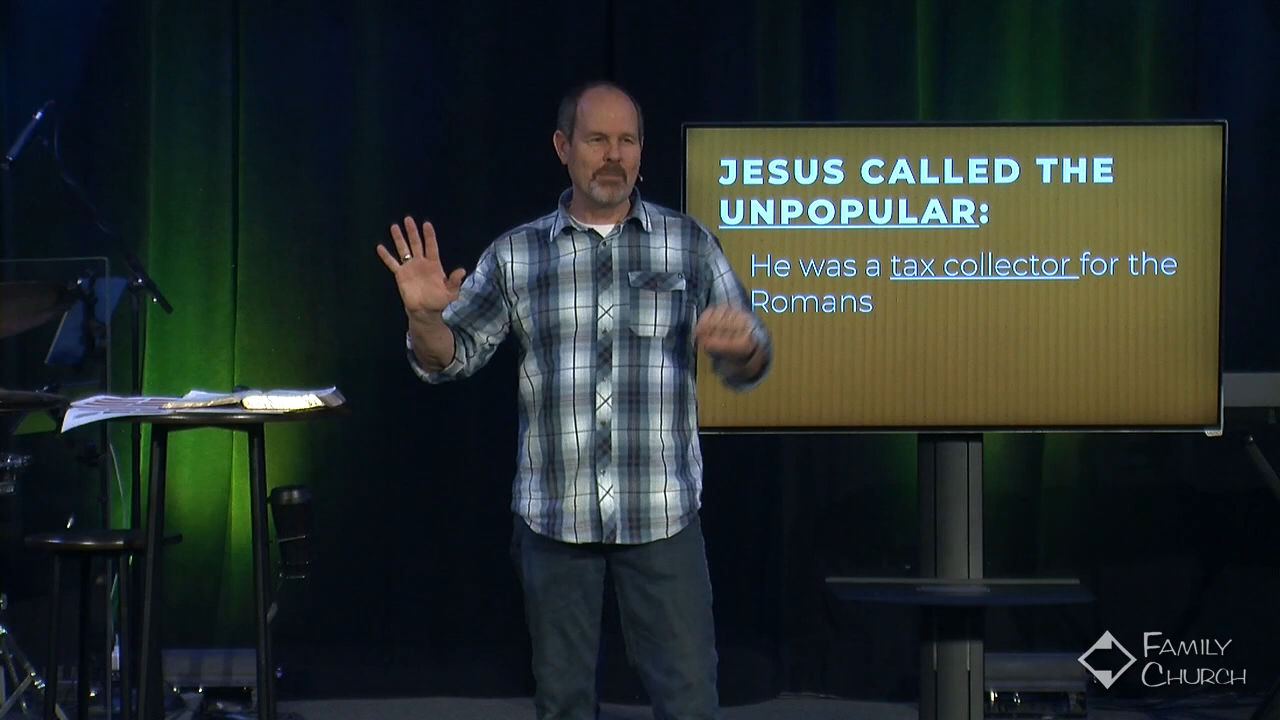 JESUS CALLED THE
UNPOPULAR:
He was a tax collector for the
Romans
FAMILY
CHURCH